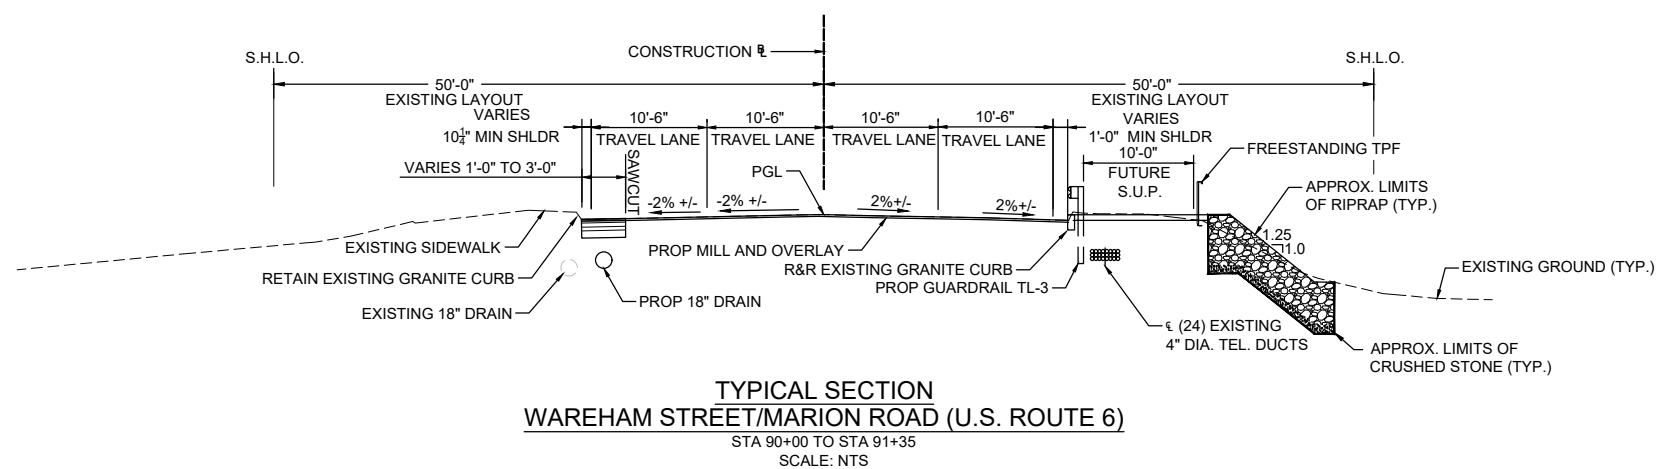 CONSTRUCTION ℄
S.H.L.O.
S.H.L.O.
50'-0"
50'-0"
EXISTING LAYOUT
VARIES
EXISTING LAYOUT
VARIES
10¼" MIN SHLDR
10'-6"
TRAVEL LANE
10'-6"
TRAVEL LANE
10'-6"
TRAVEL LANE
10'-6"
TRAVEL LANE
1'-0" MIN SHLDR
10'-0"
FUTURE
S.U.P.
FREESTANDING TPF
VARIES 1'-0" TO 3'-0"
SAWCUT
PGL
APPROX. LIMITS
OF RIPRAP (TYP.)
-2% +/-
-2% +/-
2%+/-
2%+/-
1.25
1.0
EXISTING SIDEWALK
PROP MILL AND OVERLAY
RETAIN EXISTING GRANITE CURB
R&R EXISTING GRANITE CURB
PROP GUARDRAIL TL-3
EXISTING GROUND (TYP.)
EXISTING 18" DRAIN
PROP 18" DRAIN
℄ (24) EXISTING
4" DIA. TEL. DUCTS
APPROX. LIMITS OF
CRUSHED STONE (TYP.)
TYPICAL SECTION
WAREHAM STREET/MARION ROAD (U.S. ROUTE 6)
STA 90+00 TO STA 91+35
SCALE: NTS